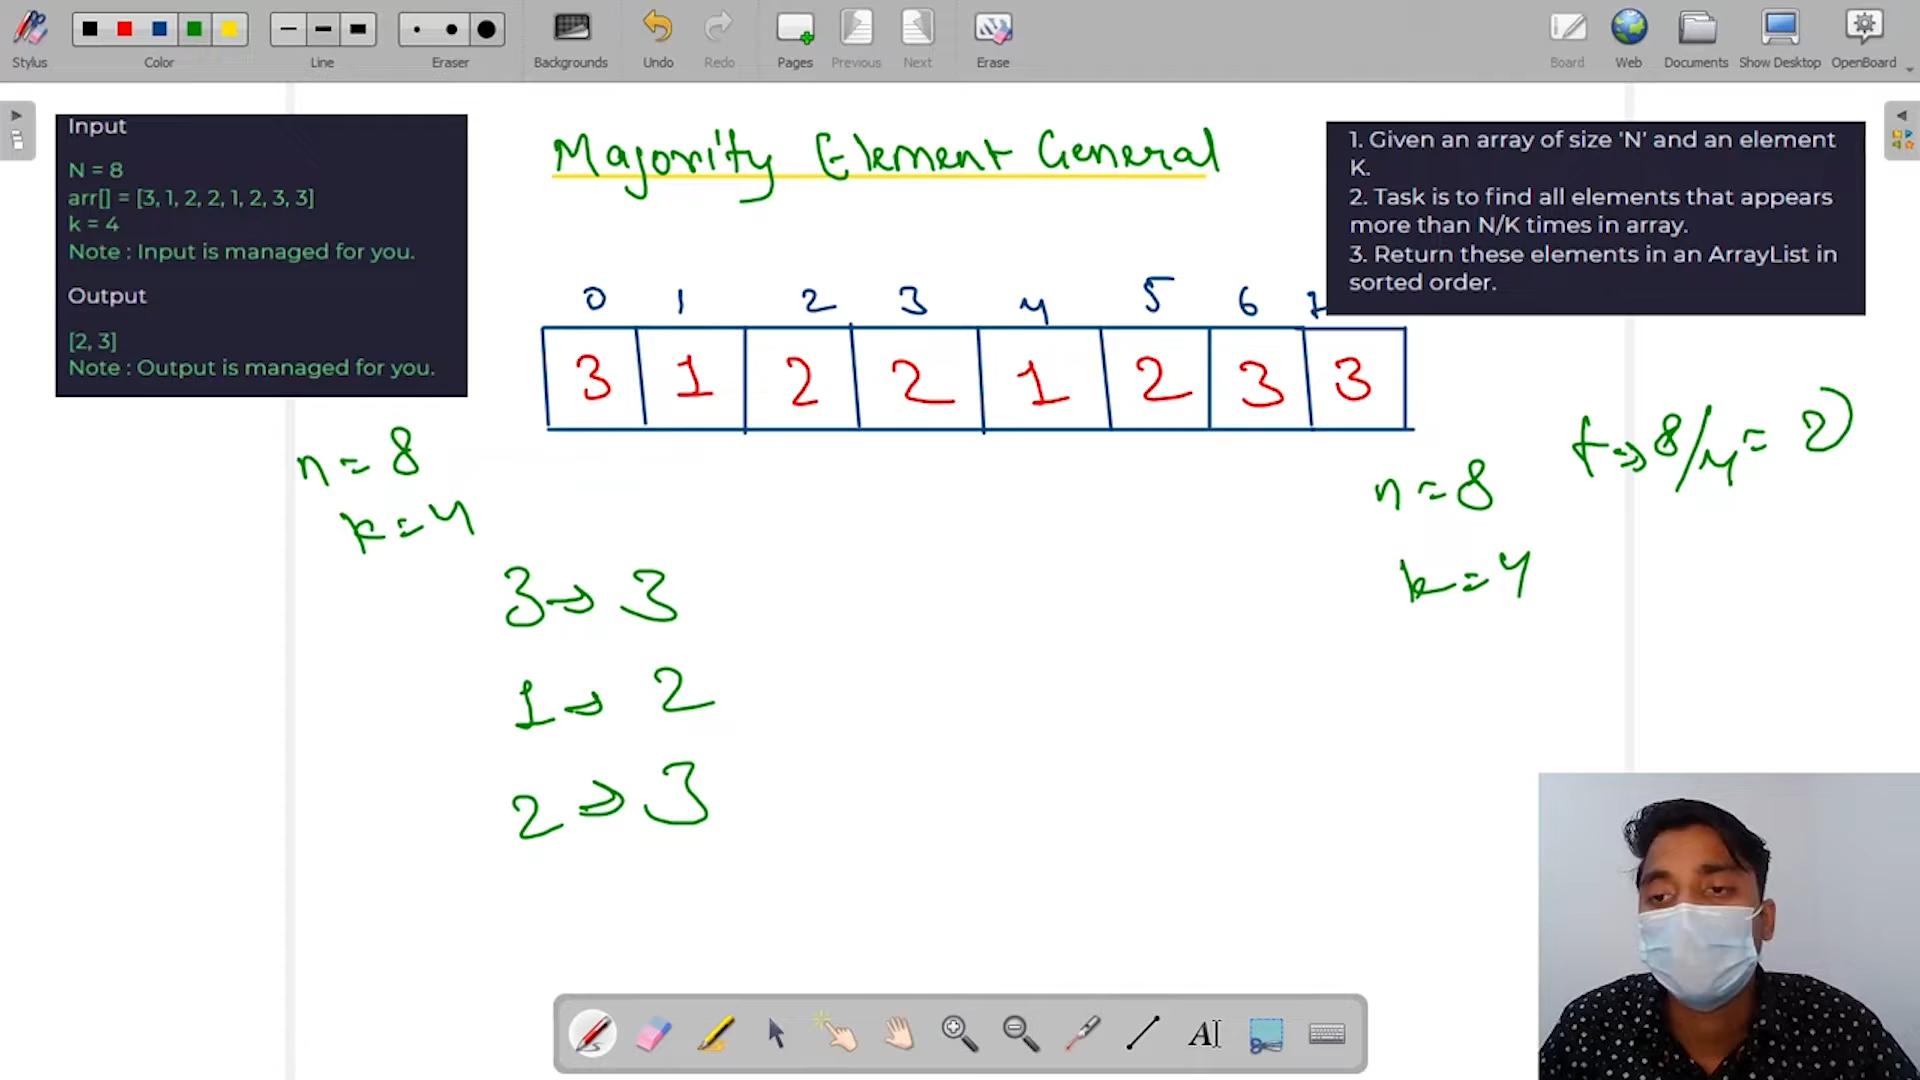 Stylus Color Line Eraser Backgrounds Undo Redo Pages Previous Next Erase Board Web Documents Show Desktop OpenBoard
Input
N = 8
arr[] = [3, 1, 2, 2, 1, 2, 3, 3]
k = 4
Note : Input is managed for you.
Output
[2, 3]
Note : Output is managed for you.
Majority Element General
1. Given an array of size 'N' and an element
K.
2. Task is to find all elements that appears
more than N/K times in array.
3. Return these elements in an ArrayList in
sorted order.
0 1 2 3 4 5 6
3 1 2 2 1 2 3 3
n = 8
k = 4
n = 8
k = 4
f → 8/4 = 2)
3 → 3
1 → 2
2 → 3
AI